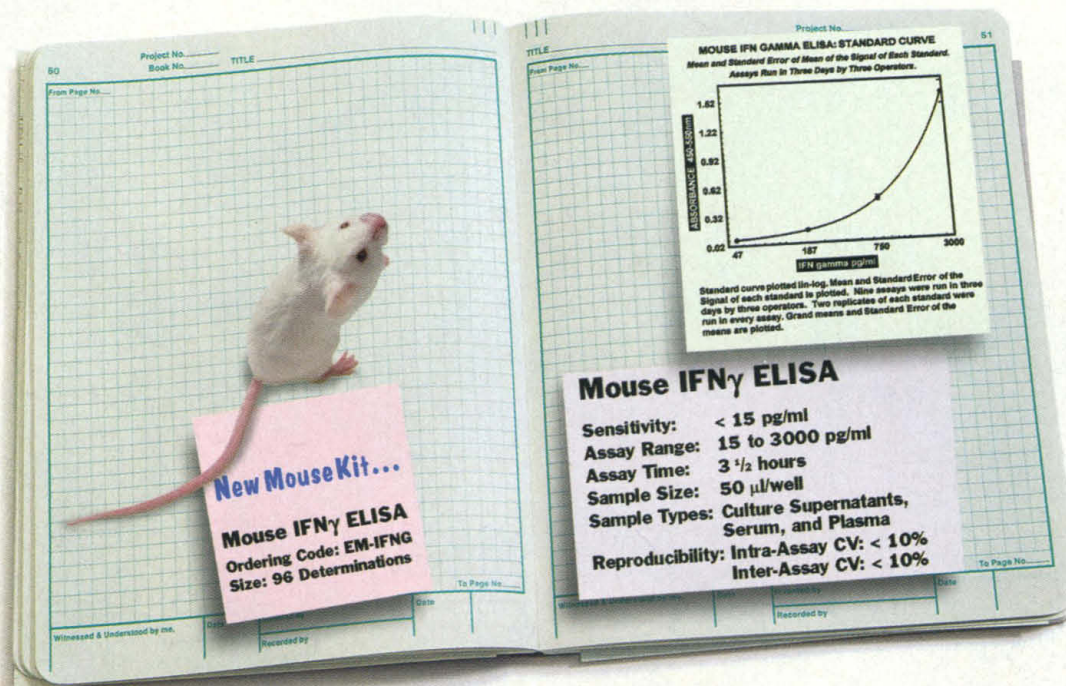 50
Project No.
Book No.
TITLE
From Page No.
New Mouse Kit...
Mouse IFNγ ELISA
Ordering Code: EM-IFNG
Size: 96 Determinations
To Page No.
Witnessed & Understood by me,
Date
Date
Recorded by
Project No.
51
TITLE
From Page No.
MOUSE IFN GAMMA ELISA: STANDARD CURVE
Mean and Standard Error of Mean of the Signal of Each Standard.
Assays Run in Three Days by Three Operators.
ABSORBANCE 450-550nm
1.52
1.22
0.92
0.62
0.32
0.02
47
187
750
3000
IFN gamma pg/ml
Standard curve plotted lin-log, Mean and Standard Error of the
Signal of each standard is plotted. Nine assays were run in three
days by three operators. Two replicates of each standard were
run in every assay. Grand means and Standard Error of the
means are plotted.
Mouse IFNγ ELISA
Sensitivity: < 15 pg/ml
Assay Range: 15 to 3000 pg/ml
Assay Time: 3 1/2 hours
Sample Size: 50 µl/well
Sample Types: Culture Supernatants,
Serum, and Plasma
Reproducibility: Intra-Assay CV: < 10%
Inter-Assay CV: < 10%
To Page No.
Witnessed & Understood by me,
Date
Date
Recorded by